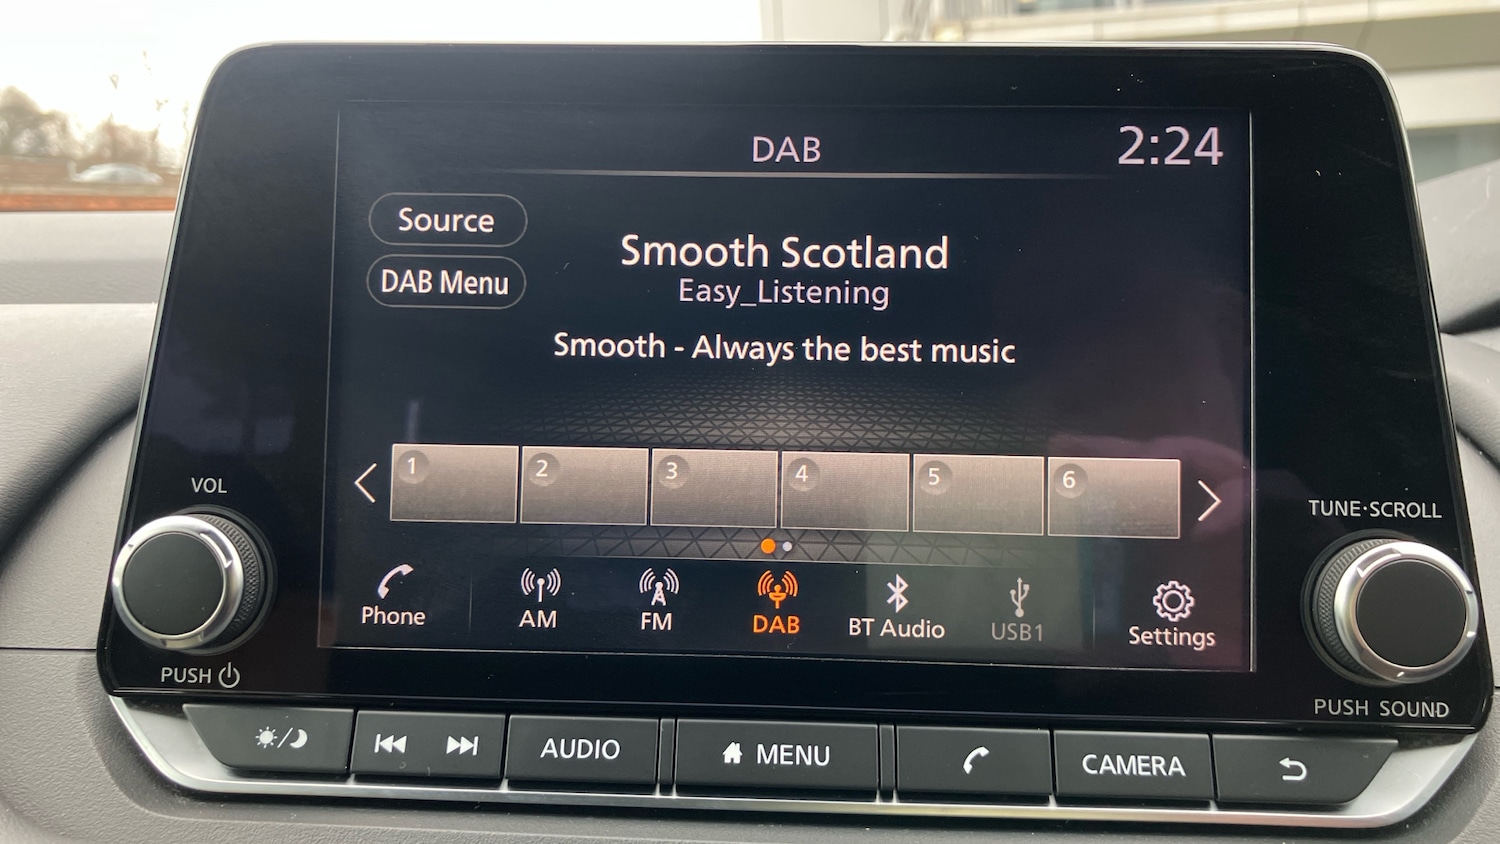 DAB
2:24
Source
Smooth Scotland
DAB Menu
Easy_Listening
Smooth - Always the best music
1 2 3 4 5 6
VOL
TUNE·SCROLL
Phone
AM
FM
DAB
BT Audio
USB1
Settings
PUSH
PUSH SOUND
AUDIO
MENU
CAMERA